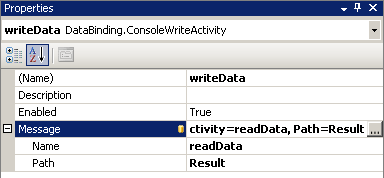 Properties
writeData DataBinding.ConsoleWriteActivity
A Z
(Name) writeData
Description
Enabled True
Message ctivity=readData, Path=Result ...
Name readData
Path Result